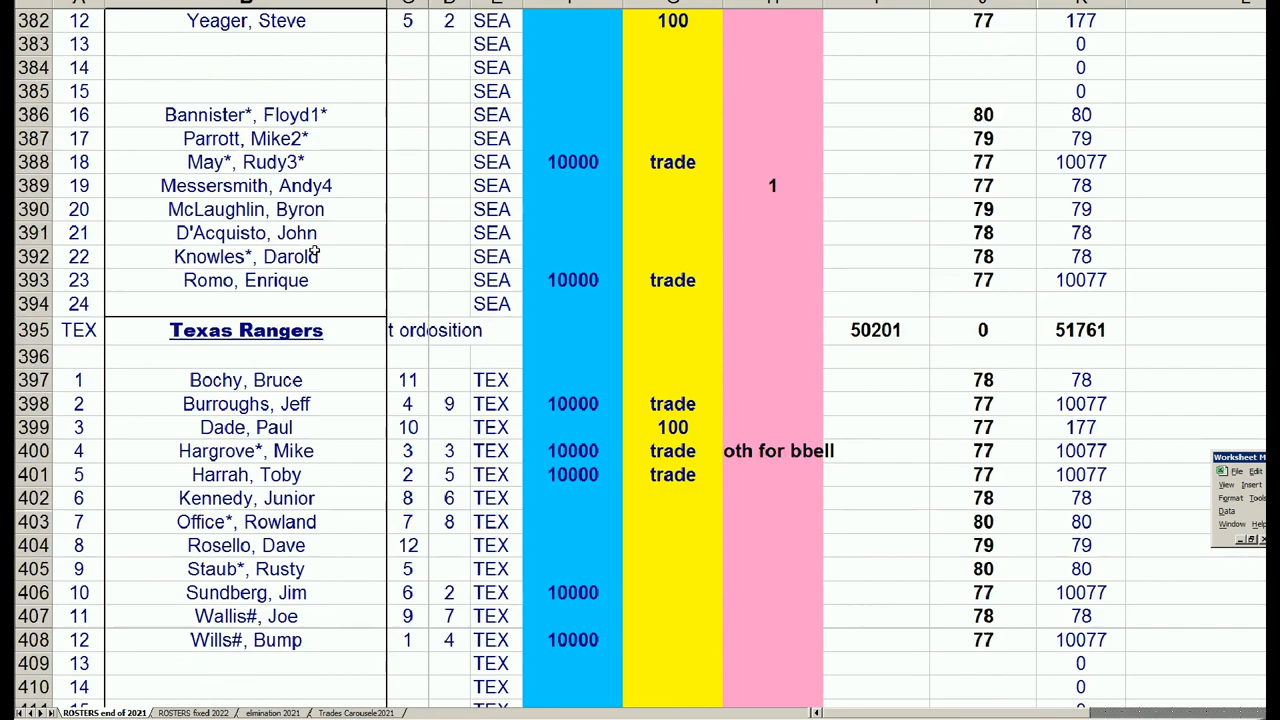 382 12 Yeager, Steve 5 2 SEA 100 77 177
383 13 SEA 0
384 14 SEA 0
385 15 SEA 0
386 16 Bannister*, Floyd1* SEA 80 80
387 17 Parrott, Mike2* SEA 79 79
388 18 May*, Rudy3* SEA 10000 trade 77 10077
389 19 Messersmith, Andy4 SEA 1 77 78
390 20 McLaughlin, Byron SEA 79 79
391 21 D'Acquisto, John SEA 78 78
392 22 Knowles*, Darold SEA 78 78
393 23 Romo, Enrique SEA 10000 trade 77 10077
394 24 SEA
395 TEX Texas Rangers t ordosition 50201 0 51761
396
397 1 Bochy, Bruce 11 TEX 78 78
398 2 Burroughs, Jeff 4 9 TEX 10000 trade 77 10077
399 3 Dade, Paul 10 TEX 100 77 177
400 4 Hargrove*, Mike 3 3 TEX 10000 trade oth for bbell 77 10077
401 5 Harrah, Toby 2 5 TEX 10000 trade 77 10077
402 6 Kennedy, Junior 8 6 TEX 78 78
403 7 Office*, Rowland 7 8 TEX 80 80
404 8 Rosello, Dave 12 TEX 79 79
405 9 Staub*, Rusty 5 TEX 80 80
406 10 Sundberg, Jim 6 2 TEX 10000 77 10077
407 11 Wallis#, Joe 9 7 TEX 78 78
408 12 Wills#, Bump 1 4 TEX 10000 77 10077
409 13 TEX 0
410 14 TEX 0
Worksheet M
File Edit
View Insert
Format Tools
Data
Window Help
ROSTERS end of 2021 ROSTERS fixed 2022 elmination 2021 Trades Carousele2021